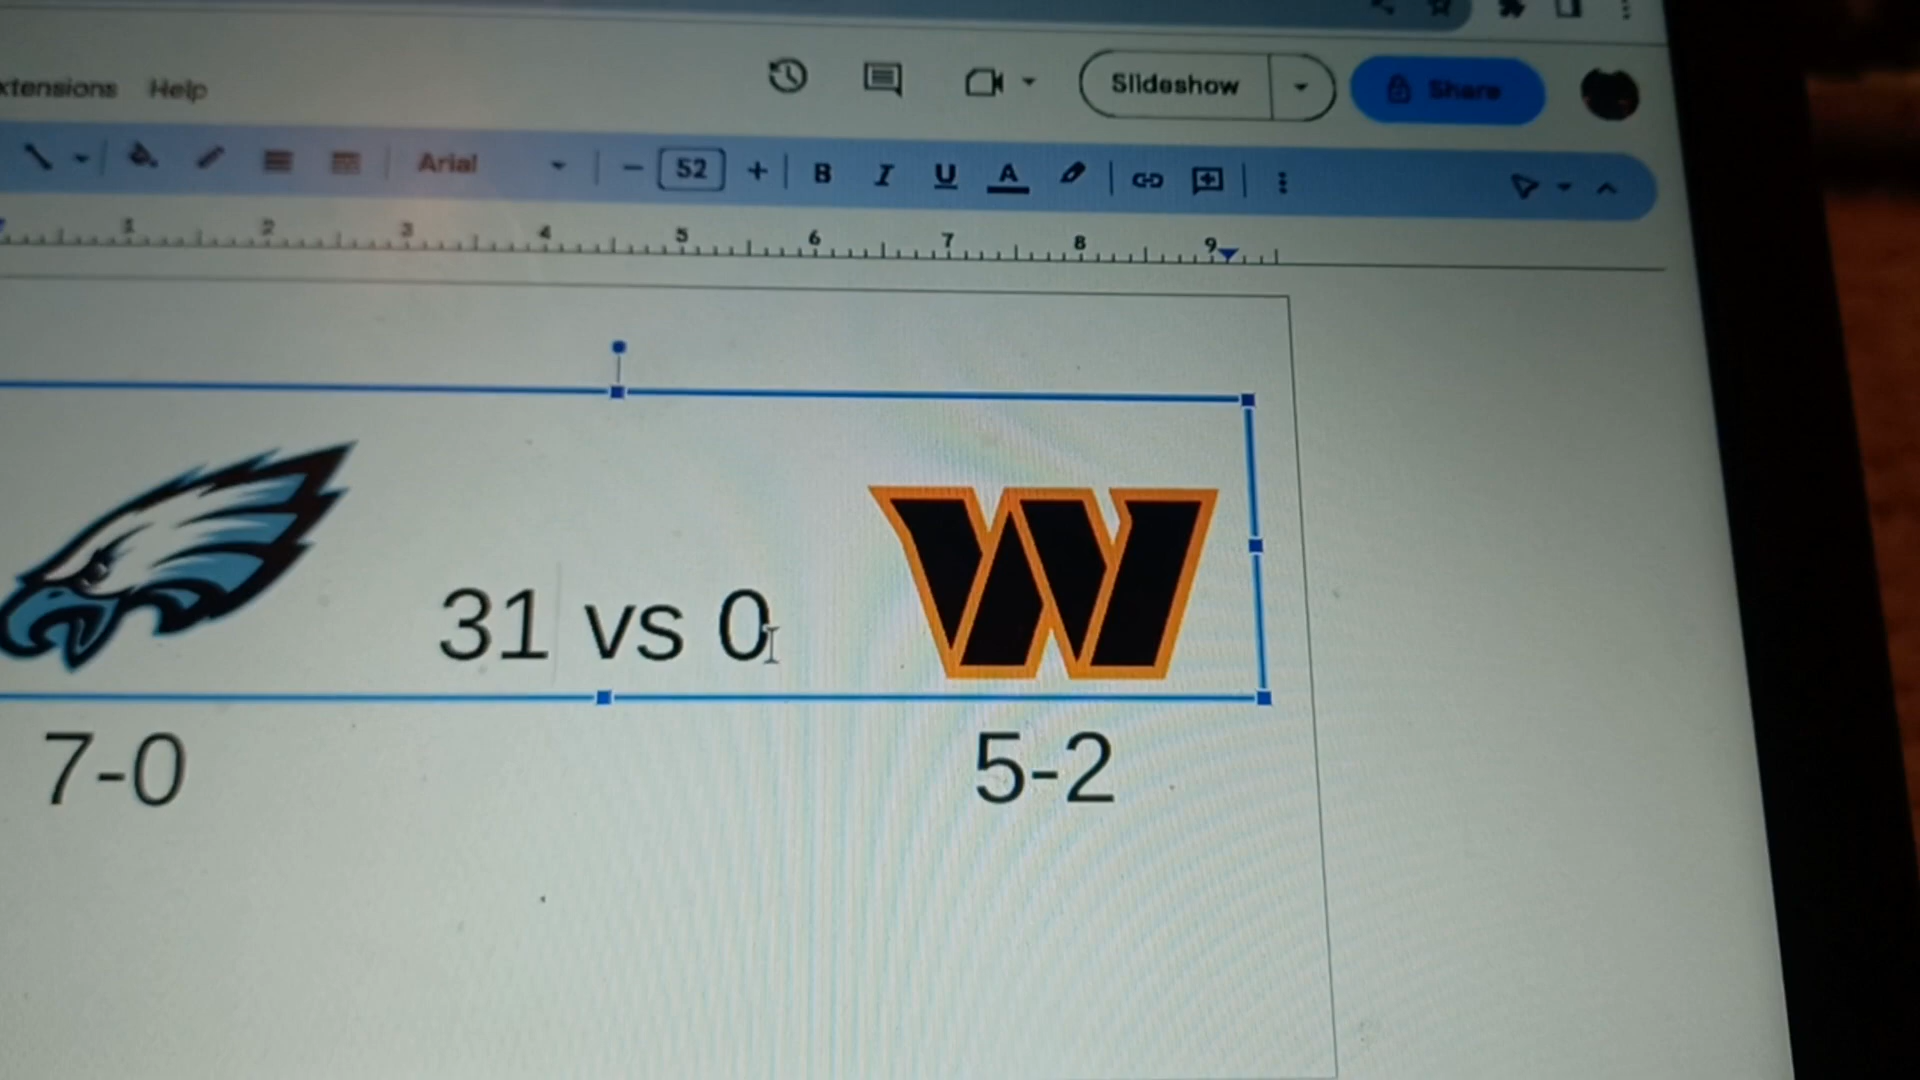 xtensions Help
Slideshow
Share
Arial
52
B I U A
1 2 3 4 5 6 7 8 9
W
31 vs 0
7-0
5-2